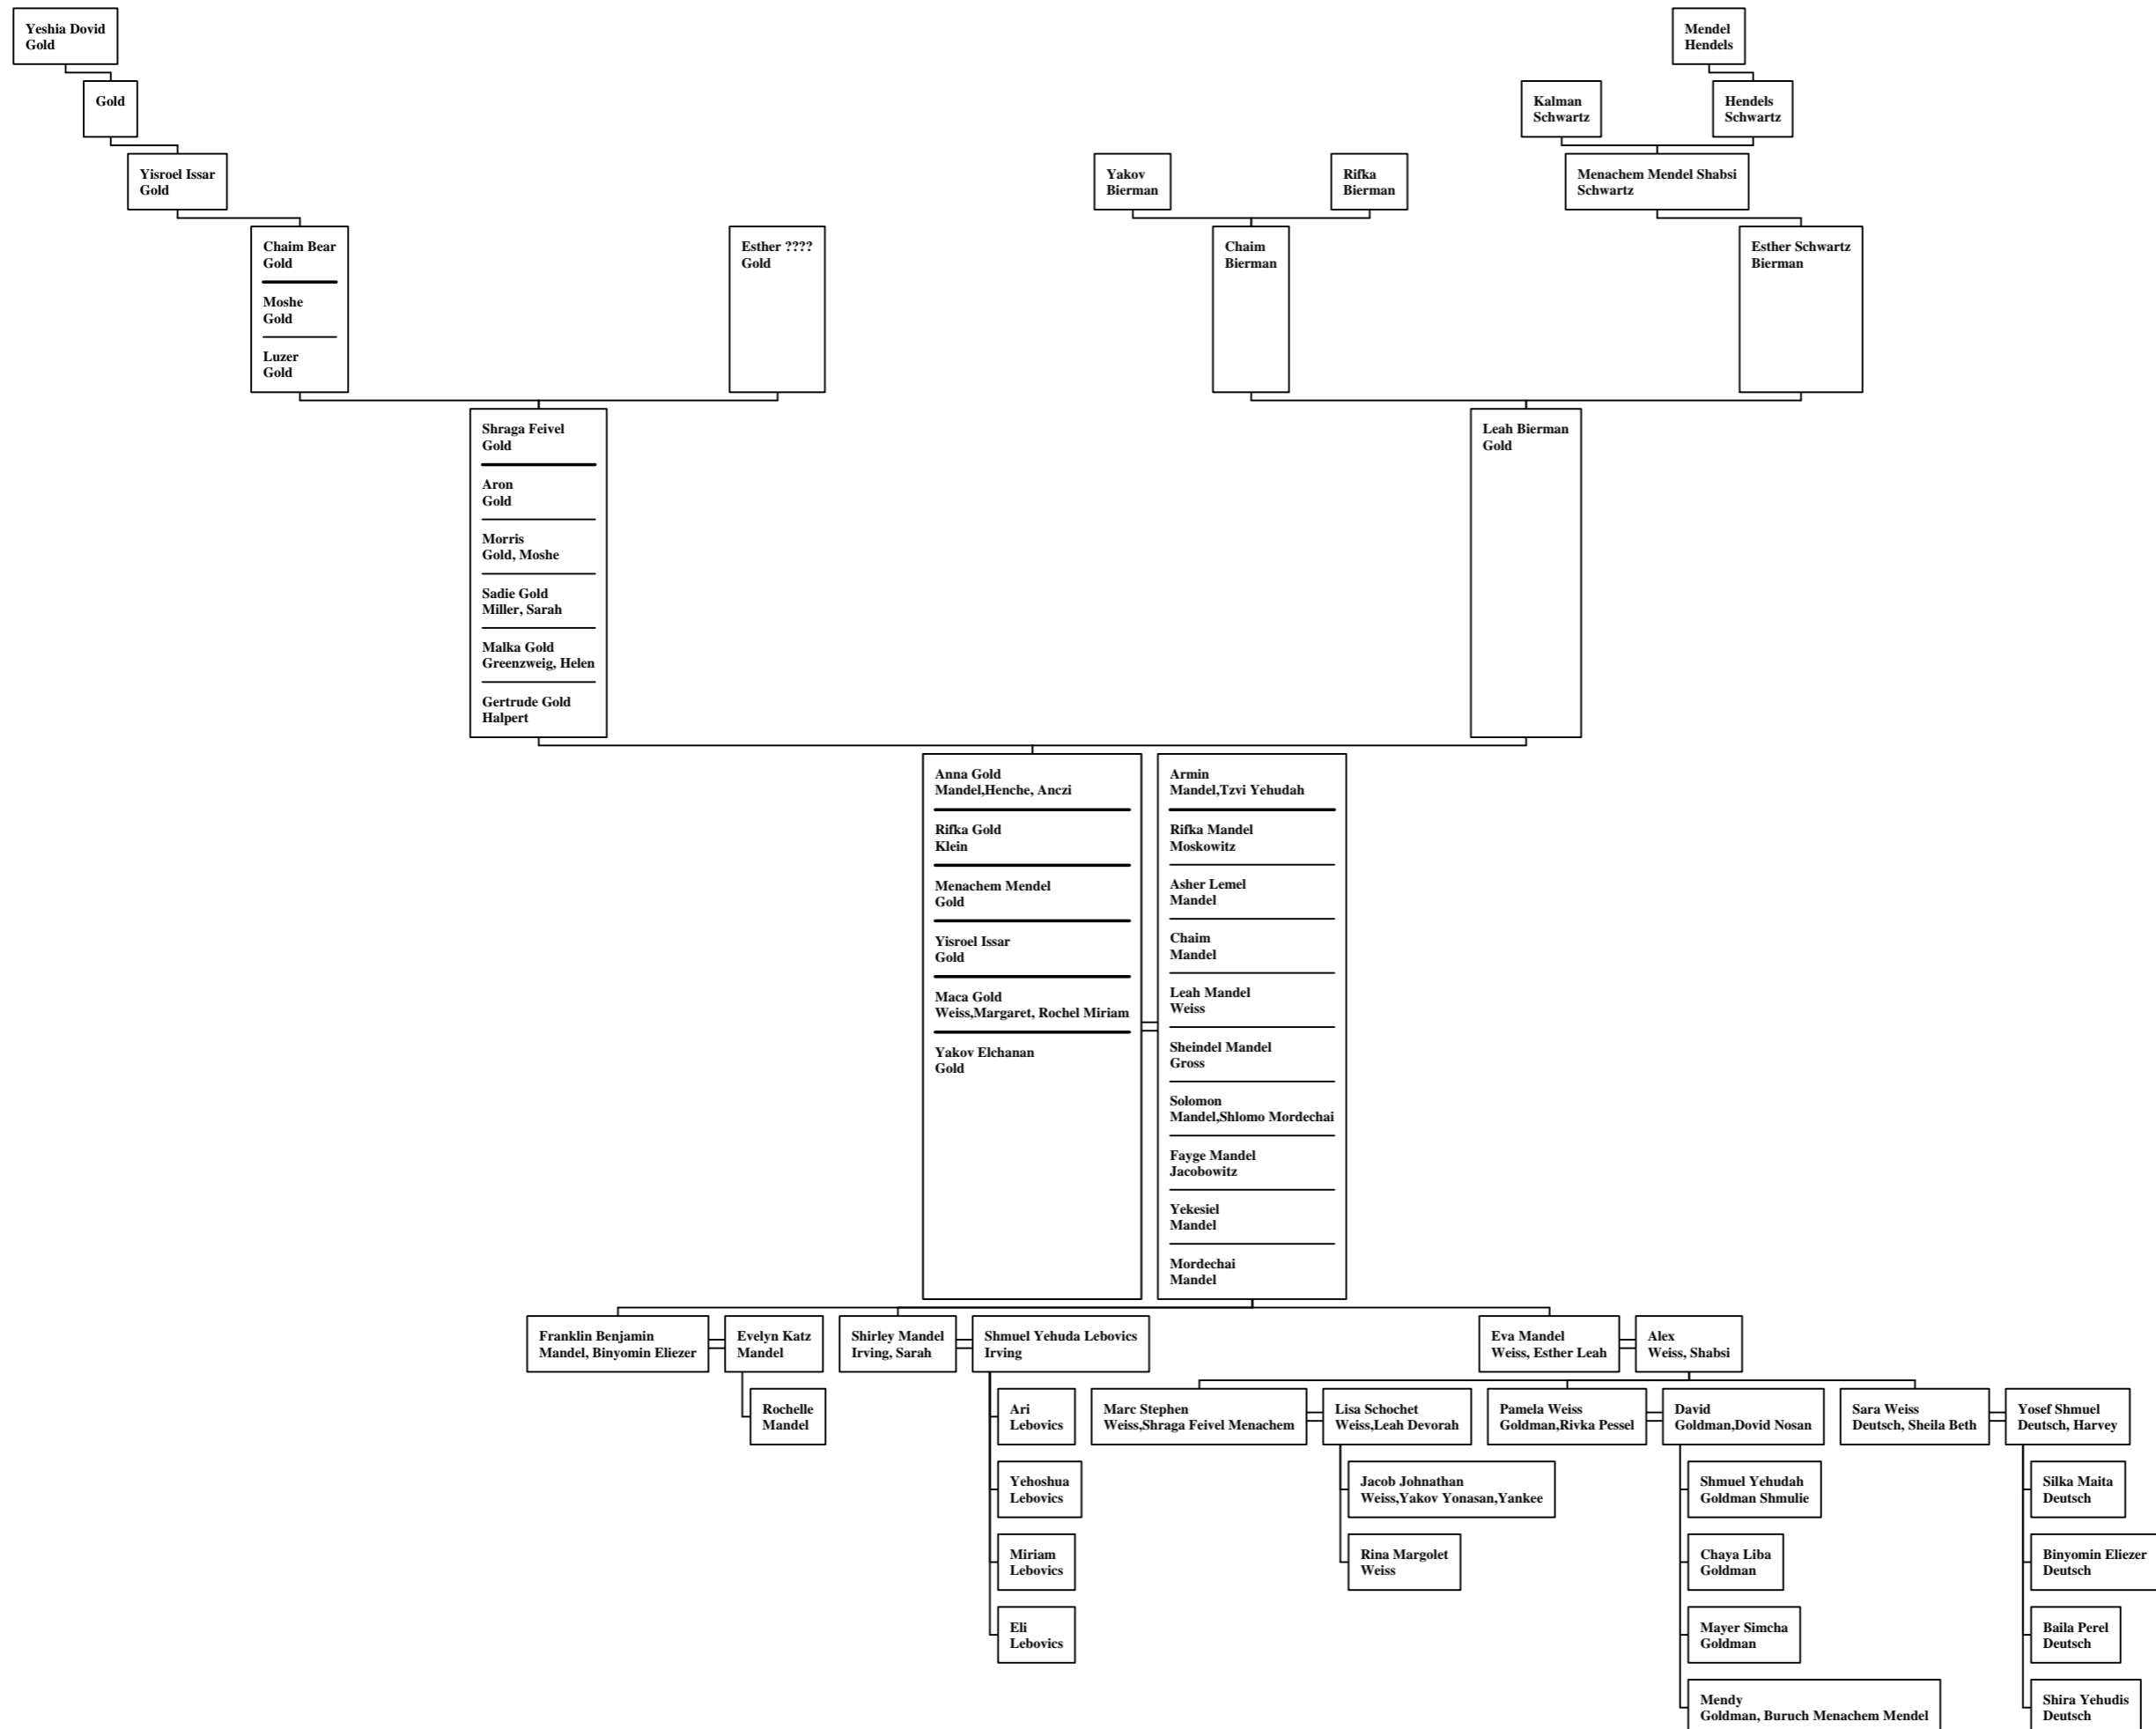 Yeshia Dovid
Gold
Mendel
Hendels
Gold
Kalman
Schwartz
Hendels
Schwartz
Yisroel Issar
Gold
Yakov
Bierman
Rifka
Bierman
Menachem Mendel Shabsi
Schwartz
Chaim Bear
Gold
Moshe
Gold
Luzer
Gold
Esther ????
Gold
Chaim
Bierman
Esther Schwartz
Bierman
Shraga Feivel
Gold
Aron
Gold
Morris
Gold, Moshe
Sadie Gold
Miller, Sarah
Malka Gold
Greenzweig, Helen
Gertrude Gold
Halpert
Leah Bierman
Gold
Anna Gold
Mandel,Henche, Anczi
Rifka Gold
Klein
Menachem Mendel
Gold
Yisroel Issar
Gold
Maca Gold
Weiss,Margaret, Rochel Miriam
Yakov Elchanan
Gold
Armin
Mandel,Tzvi Yehudah
Rifka Mandel
Moskowitz
Asher Lemel
Mandel
Chaim
Mandel
Leah Mandel
Weiss
Sheindel Mandel
Gross
Solomon
Mandel,Shlomo Mordechai
Fayge Mandel
Jacobowitz
Yekesiel
Mandel
Mordechai
Mandel
Franklin Benjamin
Mandel, Binyomin Eliezer
Evelyn Katz
Mandel
Shirley Mandel
Irving, Sarah
Shmuel Yehuda Lebovics
Irving
Eva Mandel
Weiss, Esther Leah
Alex
Weiss, Shabsi
Rochelle
Mandel
Ari
Lebovics
Yehoshua
Lebovics
Miriam
Lebovics
Eli
Lebovics
Marc Stephen
Weiss,Shraga Feivel Menachem
Lisa Schochet
Weiss,Leah Devorah
Jacob Johnathan
Weiss,Yakov Yonasan,Yankee
Rina Margolet
Weiss
Pamela Weiss
Goldman,Rivka Pessel
David
Goldman,Dovid Nosan
Shmuel Yehudah
Goldman Shmulie
Chaya Liba
Goldman
Mayer Simcha
Goldman
Mendy
Goldman, Buruch Menachem Mendel
Sara Weiss
Deutsch, Sheila Beth
Yosef Shmuel
Deutsch, Harvey
Silka Maita
Deutsch
Binyomin Eliezer
Deutsch
Baila Perel
Deutsch
Shira Yehudis
Deutsch